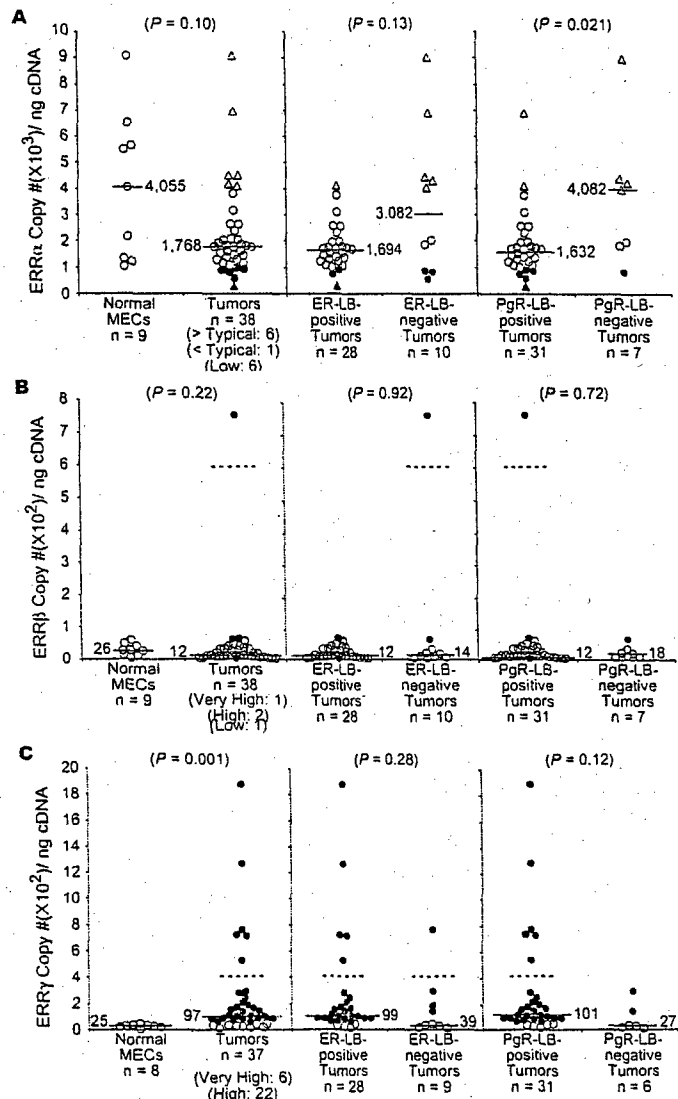 A
(P = 0.10)
(P = 0.13)
(P = 0.021)
ERRα Copy #(X10³)/ ng cDNA
10
9
8
7
6
5
4
3
2
1
0
4,055
1,768
1,694
3.082
1,632
4,082
Normal MECs n = 9
Tumors n = 38 (> Typical: 6) (< Typical: 1) (Low: 6)
ER-LB-positive Tumors n = 28
ER-LB-negative Tumors n = 10
PgR-LB-positive Tumors n = 31
PgR-LB-negative Tumors n = 7
B
(P = 0.22)
(P = 0.92)
(P = 0.72)
ERRβ Copy #(X10²)/ ng cDNA
8
7
6
5
4
3
2
1
0
26
12
12
14
12
18
Normal MECs n = 9
Tumors n = 38 (Very High: 1) (High: 2) (Low: 1)
ER-LB-positive Tumors n = 28
ER-LB-negative Tumors n = 10
PgR-LB-positive Tumors n = 31
PgR-LB-negative Tumors n = 7
C
(P = 0.001)
(P = 0.28)
(P = 0.12)
ERRγ Copy #(X10²)/ ng cDNA
20
18
16
14
12
10
8
6
4
2
0
25
97
99
39
101
27
Normal MECs n = 8
Tumors n = 37 (Very High: 6) (High: 22)
ER-LB-positive Tumors n = 28
ER-LB-negative Tumors n = 9
PgR-LB-positive Tumors n = 31
PgR-LB-negative Tumors n = 6